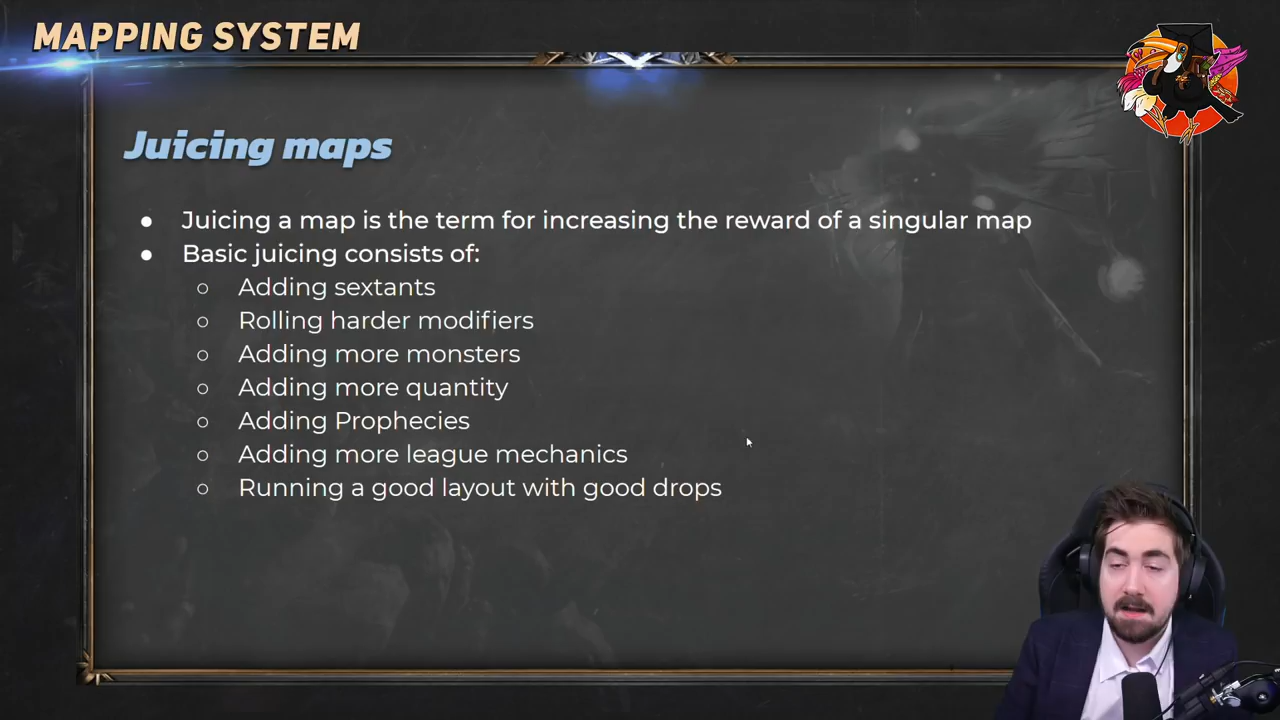 MAPPING SYSTEM
Juicing maps
● Juicing a map is the term for increasing the reward of a singular map
● Basic juicing consists of:
○ Adding sextants
○ Rolling harder modifiers
○ Adding more monsters
○ Adding more quantity
○ Adding Prophecies
○ Adding more league mechanics
○ Running a good layout with good drops